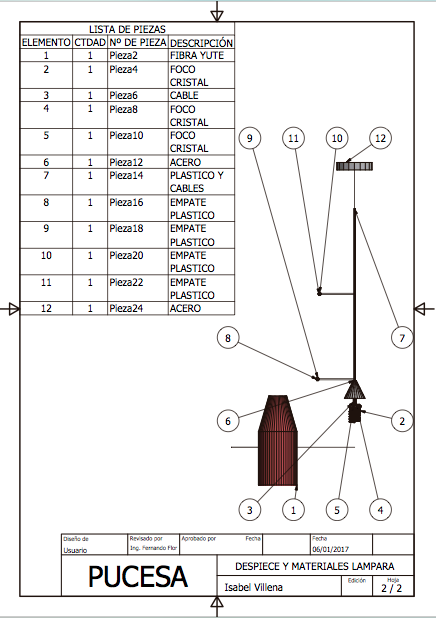 LISTA DE PIEZAS
ELEMENTO CTDAD Nº DE PIEZA DESCRIPCIÓN
1 1 Pieza2 FIBRA YUTE
2 1 Pieza4 FOCO
CRISTAL
3 1 Pieza6 CABLE
4 1 Pieza8 FOCO
CRISTAL
5 1 Pieza10 FOCO
CRISTAL
6 1 Pieza12 ACERO
7 1 Pieza14 PLASTICO Y
CABLES
8 1 Pieza16 EMPATE
PLASTICO
9 1 Pieza18 EMPATE
PLASTICO
10 1 Pieza20 EMPATE
PLASTICO
11 1 Pieza22 EMPATE
PLASTICO
12 1 Pieza24 ACERO
9 11 10 12
8 7
6 2
3 1 5 4
Diseño de Revisado por Aprobado por Fecha Fecha
Usuario Ing. Fernando Flor 06/01/2017
PUCESA
DESPIECE Y MATERIALES LAMPARA
Isabel Villena
Edición Hoja
2 / 2